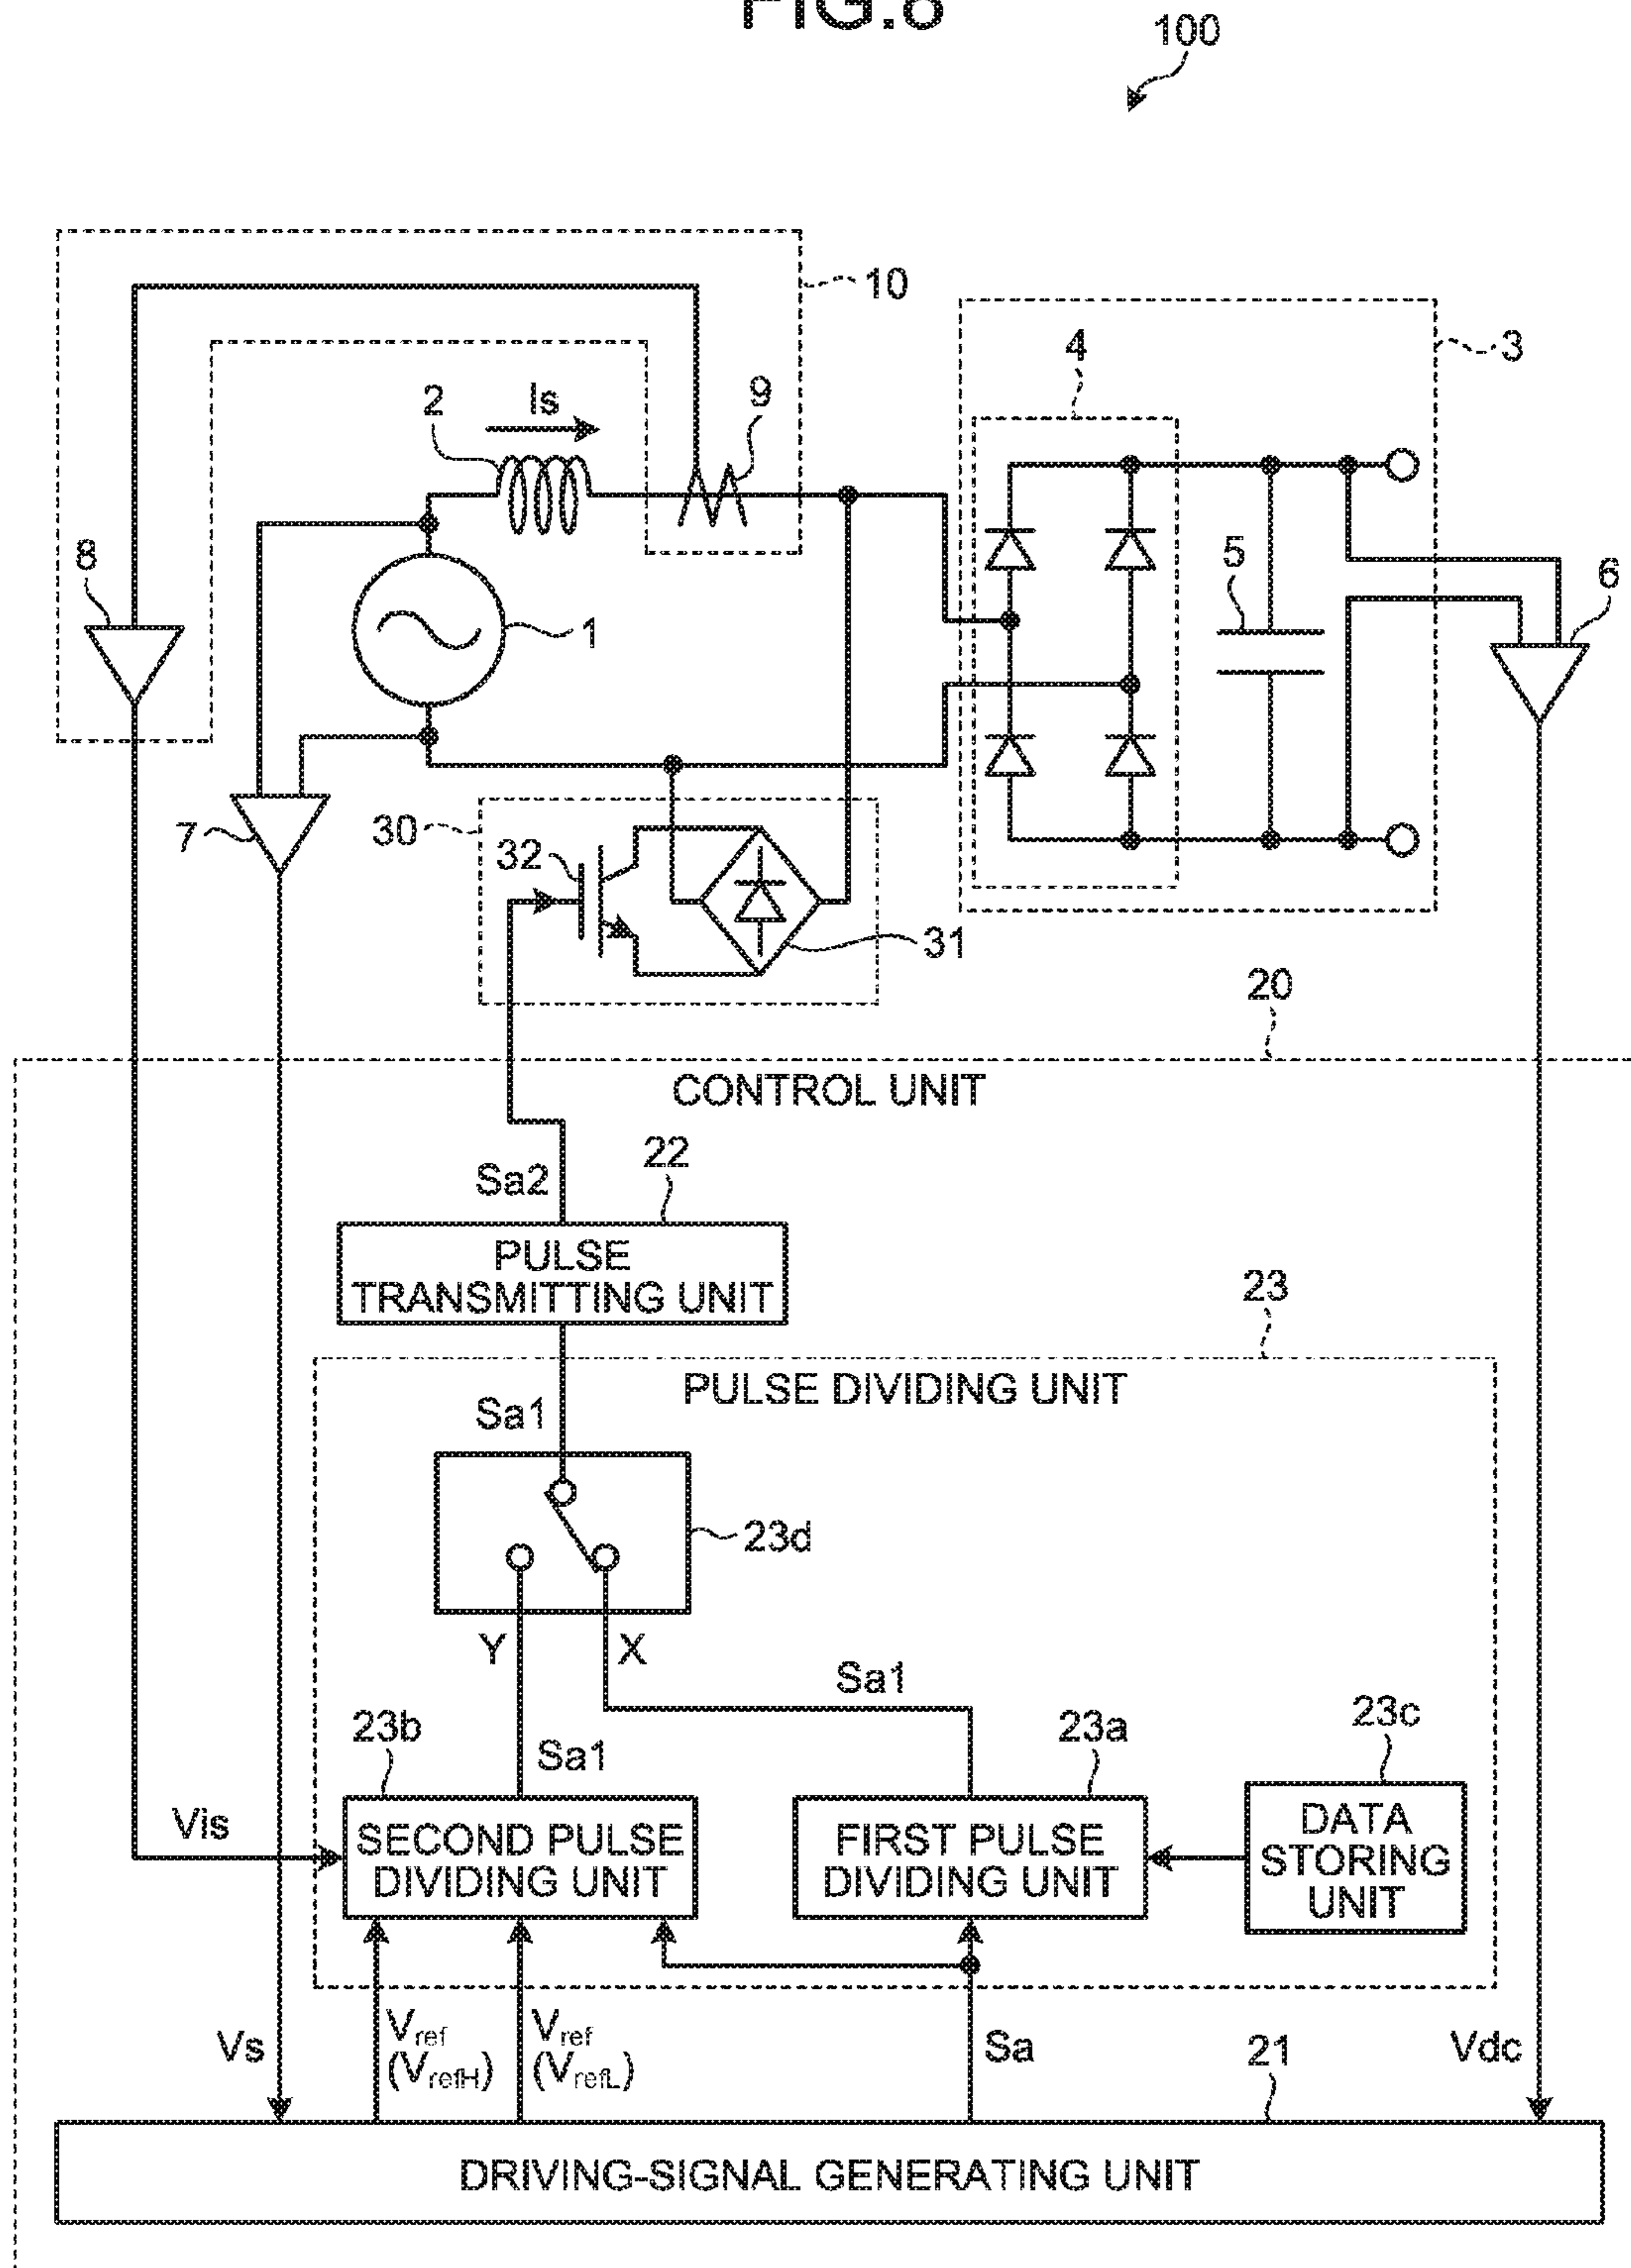 FIG.8
100
10
3
4
2
Is
9
8
5
6
1
7
30
32
31
20
CONTROL UNIT
Sa2
22
PULSE
TRANSMITTING UNIT
23
PULSE DIVIDING UNIT
Sa1
23d
Y
X
Sa1
23b
Sa1
23a
23c
Vis
SECOND PULSE
DIVIDING UNIT
FIRST PULSE
DIVIDING UNIT
DATA
STORING
UNIT
Vs
Vref
(VrefH)
Vref
(VrefL)
Sa
21
Vdc
DRIVING-SIGNAL GENERATING UNIT